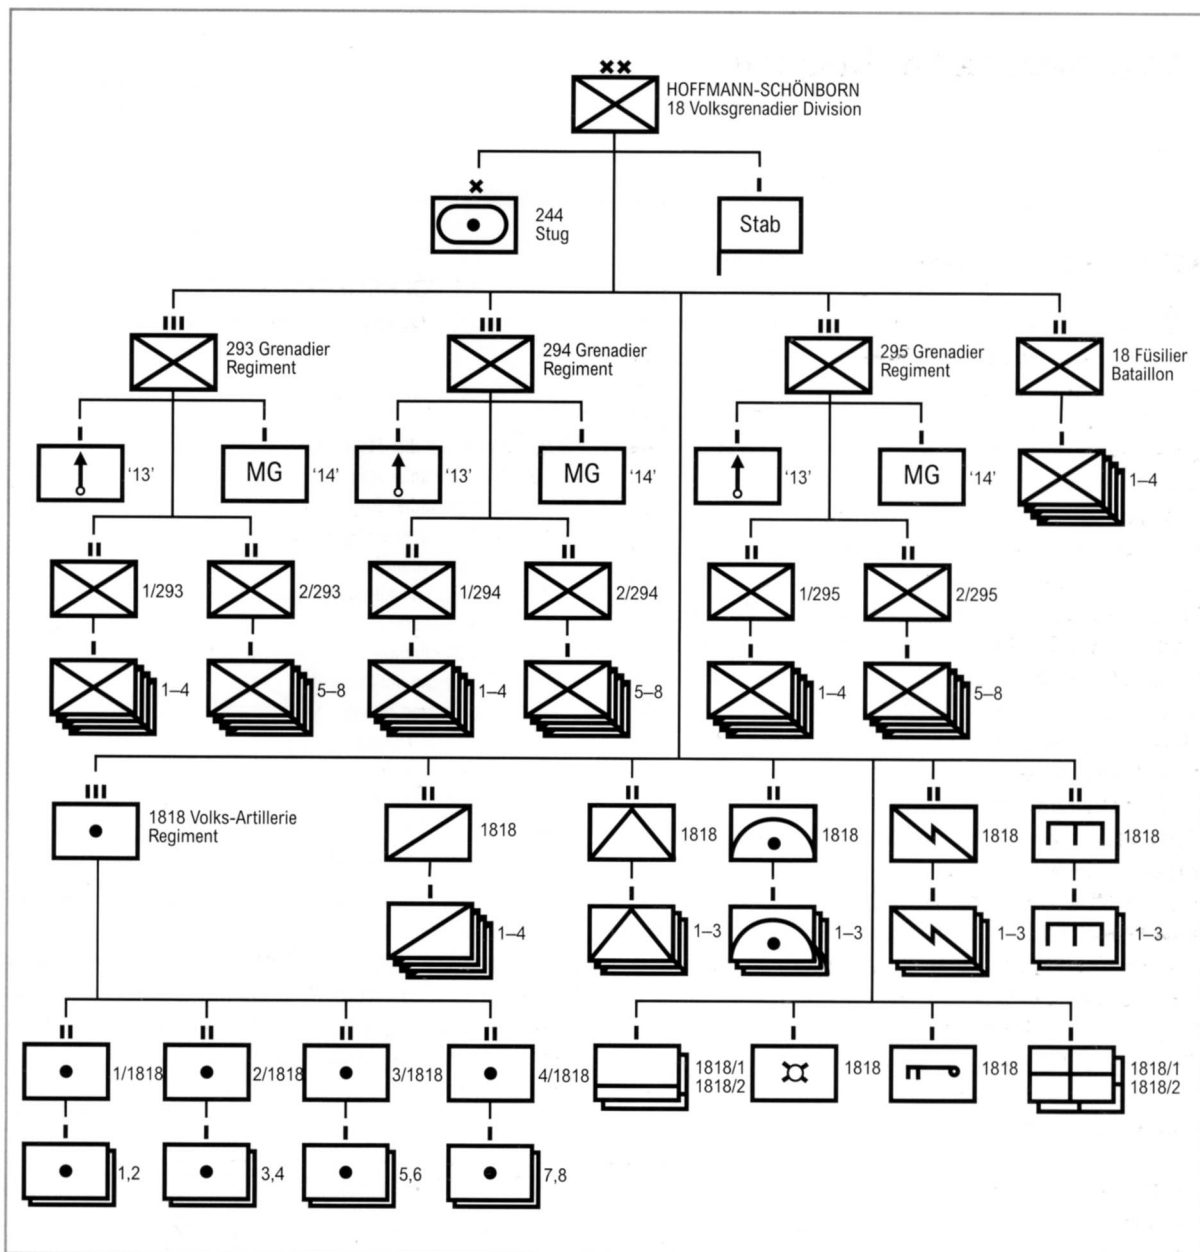 HOFFMANN-SCHÖNBORN
18 Volksgrenadier Division
244
Stug
Stab
293 Grenadier
Regiment
294 Grenadier
Regiment
295 Grenadier
Regiment
18 Füsilier
Bataillon
‘13’
MG
‘14’
‘13’
MG
‘14’
‘13’
MG
‘14’
1–4
1/293
2/293
1/294
2/294
1/295
2/295
1–4
5–8
1–4
5–8
1–4
5–8
1818 Volks-Artillerie
Regiment
1818
1818
1818
1818
1818
1–4
1–3
1–3
1–3
1–3
1/1818
2/1818
3/1818
4/1818
1818/1
1818/2
1818
1818
1818/1
1818/2
1,2
3,4
5,6
7,8